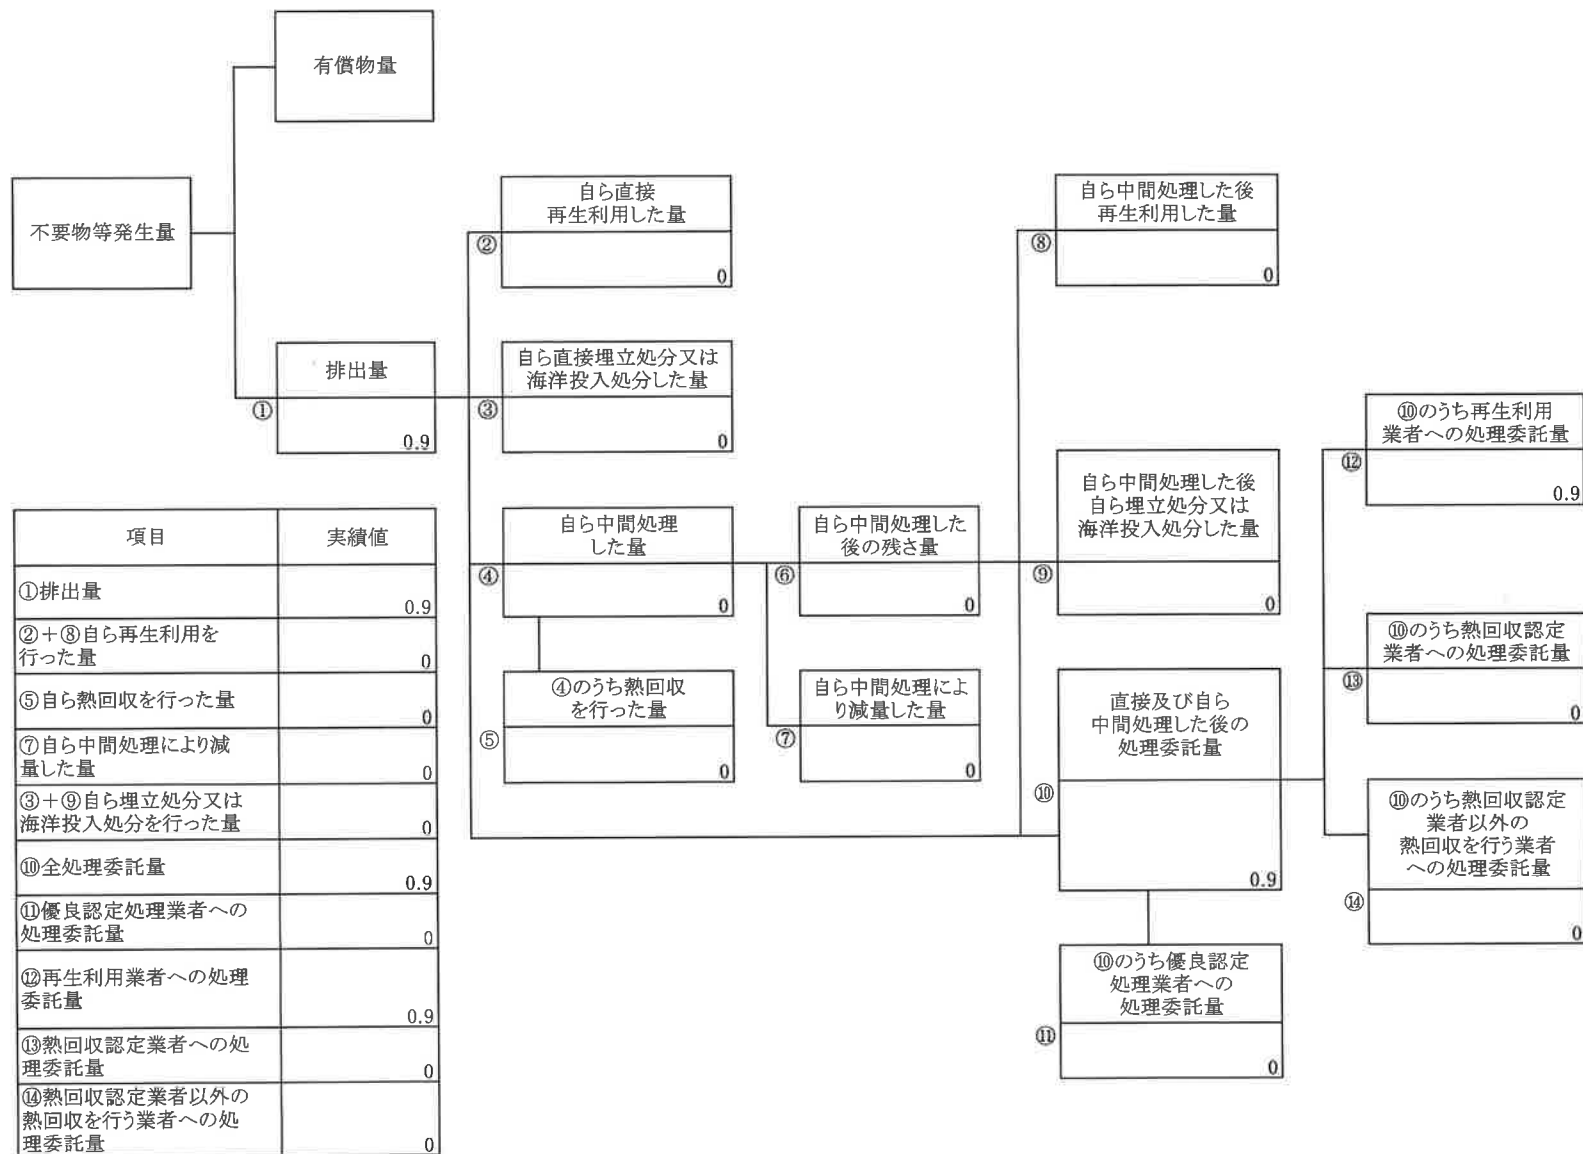 有償物量
不要物等発生量
排出量
①
0.9
自ら直接
再生利用した量
②
0
自ら直接埋立処分又は
海洋投入処分した量
③
0
自ら中間処理
した量
④
0
④のうち熱回収
を行った量
⑤
0
自ら中間処理した
後の残さ量
⑥
0
自ら中間処理によ
り減量した量
⑦
0
自ら中間処理した後
再生利用した量
⑧
0
自ら中間処理した後
自ら埋立処分又は
海洋投入処分した量
⑨
0
直接及び自ら
中間処理した後の
処理委託量
⑩
0.9
⑩のうち優良認定
処理業者への
処理委託量
⑪
0
⑩のうち再生利用
業者への処理委託量
⑫
0.9
⑩のうち熱回収認定
業者への処理委託量
⑬
0
⑩のうち熱回収認定
業者以外の
熱回収を行う業者
への処理委託量
⑭
0
項目 実績値
①排出量
0.9
②+⑧自ら再生利用を
行った量 0
⑤自ら熱回収を行った量
0
⑦自ら中間処理により減
量した量 0
③+⑨自ら埋立処分又は
海洋投入処分を行った量 0
⑩全処理委託量
0.9
⑪優良認定処理業者への
処理委託量 0
⑫再生利用業者への処理
委託量
0.9
⑬熱回収認定業者への処
理委託量 0
⑭熱回収認定業者以外の
熱回収を行う業者への処
理委託量 0